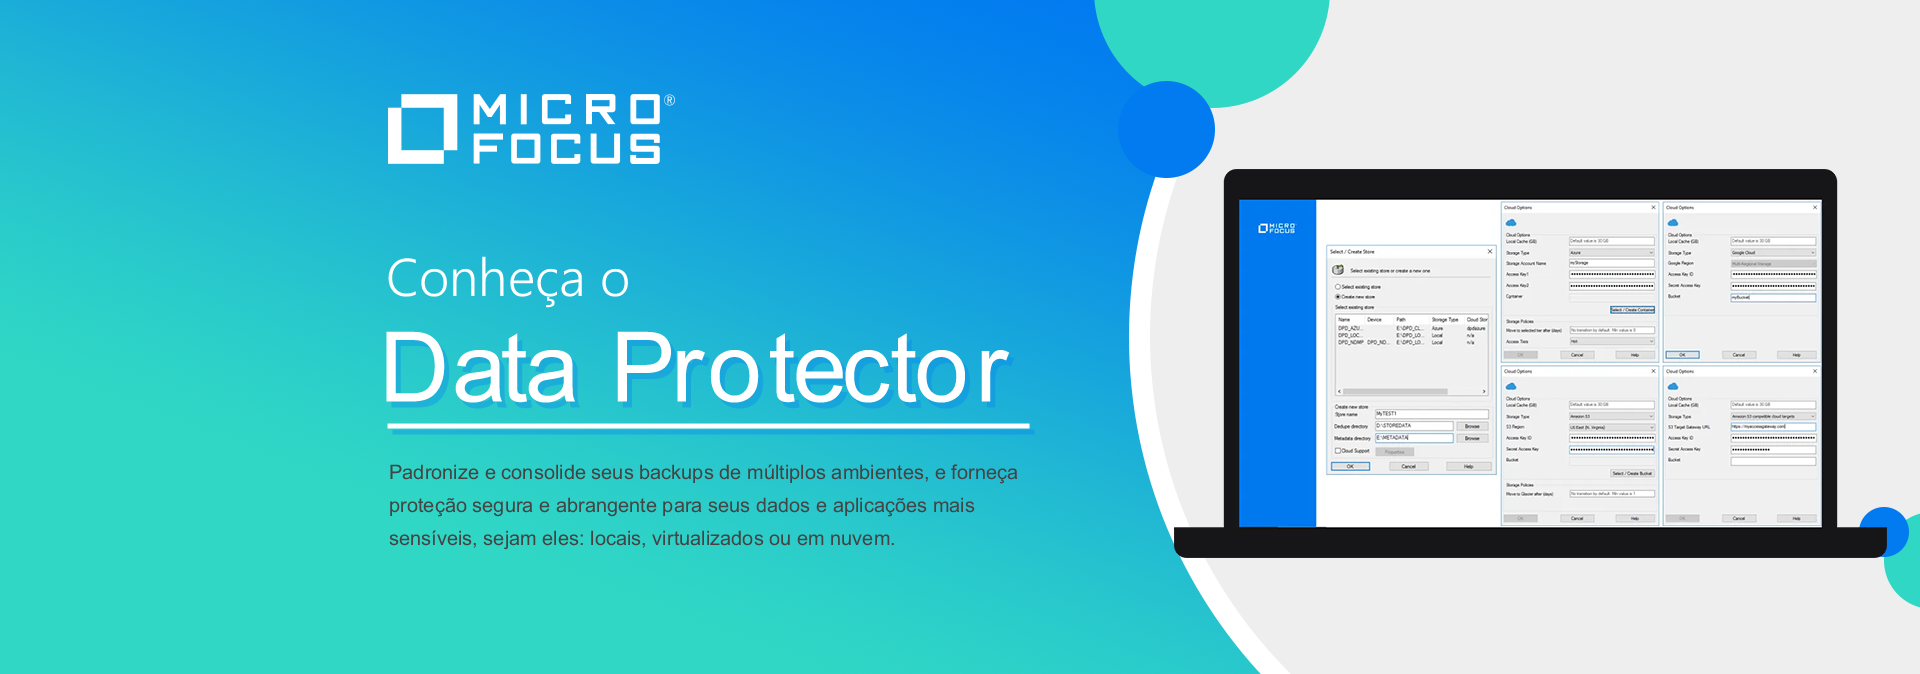 MICRO®
FOCUS
Conheça o
Data Protector
Padronize e consolide seus backups de múltiplos ambientes, e forneça
proteção segura e abrangente para seus dados e aplicações mais
sensíveis, sejam eles: locais, virtualizados ou em nuvem.
MICRO
FOCUS
Select / Create Store
Select existing store or create a new one
Select existing store
Create new store
Select existing store
Name Device Path Storage Type Cloud Stor
DPD_AZU... E:\DPD_CL... Azure dpdazure
DPD_LOC... E:\DPD_LO... Local n/a
DPD_NDMP DPD_ND... E:\DPD_LO... Local n/a
Create new store
Store name MyTEST1
Dedupe directory D:\STOREDATA Browse
Metadata directory E:\METADATA Browse
Cloud Support Properties
OK Cancel Help
Cloud Options
Cloud Options
Local Cache (GB) Default value is 30 GB
Storage Type Azure
Storage Account Name myStorage
Access Key1
Access Key2
Container
Select / Create Container
Storage Policies
Move to selected tier after (days) No transition by default. Min value is 0
Access Tiers Hot
OK Cancel Help
Cloud Options
Cloud Options
Local Cache (GB) Default value is 30 GB
Storage Type Google Cloud
Google Region Multi-Regional Storage
Access Key ID
Secret Access Key
Bucket myBucket
OK Cancel Help
Cloud Options
Cloud Options
Local Cache (GB) Default value is 30 GB
Storage Type Amazon S3
S3 Region US East (N. Virginia)
Access Key ID
Secret Access Key
Bucket
Select / Create Bucket
Storage Policies
Move to Glacier after (days) No transition by default. Min value is 1
OK Cancel Help
Cloud Options
Cloud Options
Local Cache (GB) Default value is 30 GB
Storage Type Amazon S3 compatible cloud targets
S3 Target Gateway URL https://myaccessgateway.com
Access Key ID
Secret Access Key
Bucket
OK Cancel Help